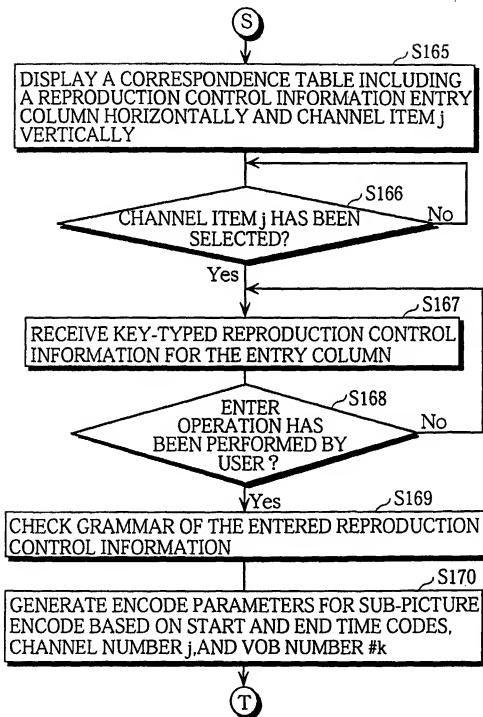 S
S165
DISPLAY A CORRESPONDENCE TABLE INCLUDING
A REPRODUCTION CONTROL INFORMATION ENTRY
COLUMN HORIZONTALLY AND CHANNEL ITEM j
VERTICALLY
S166
CHANNEL ITEM j HAS BEEN
SELECTED?
No
Yes
S167
RECEIVE KEY-TYPED REPRODUCTION CONTROL
INFORMATION FOR THE ENTRY COLUMN
S168
ENTER
OPERATION HAS
BEEN PERFORMED BY
USER ?
No
Yes
S169
CHECK GRAMMAR OF THE ENTERED REPRODUCTION
CONTROL INFORMATION
S170
GENERATE ENCODE PARAMETERS FOR SUB-PICTURE
ENCODE BASED ON START AND END TIME CODES,
CHANNEL NUMBER j, AND VOB NUMBER #k
T